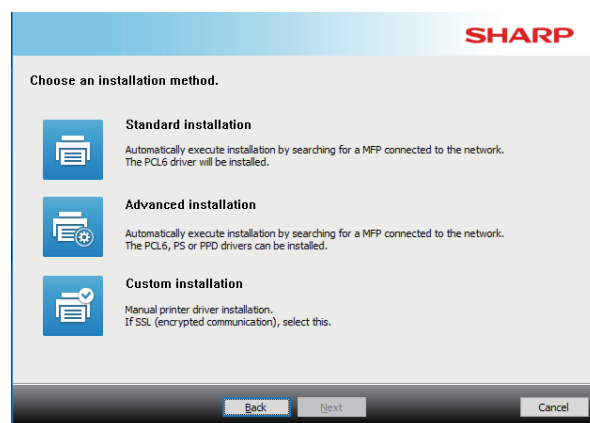 SHARP
Choose an installation method.
Standard installation
Automatically execute installation by searching for a MFP connected to the network.
The PCL6 driver will be installed.
Advanced installation
Automatically execute installation by searching for a MFP connected to the network.
The PCL6, PS or PPD drivers can be installed.
Custom installation
Manual printer driver installation.
If SSL (encrypted communication), select this.
Back Next Cancel